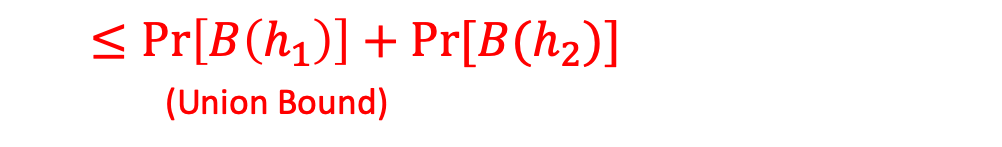 ≤ Pr[𝐵(ℎ₁)] + Pr[𝐵(ℎ₂)]
(Union Bound)